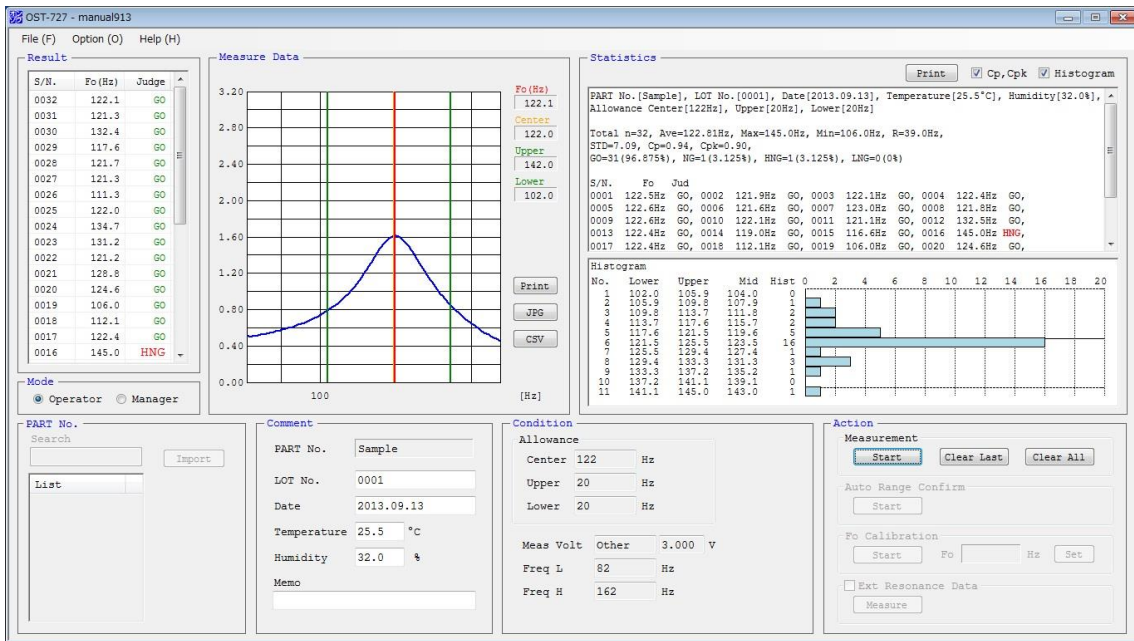 OST-727 - manual913
File (F) Option (O) Help (H)
Result
S/N. Fo(Hz) Judge
0032 122.1 GO
0031 121.3 GO
0030 132.4 GO
0029 117.6 GO
0028 121.7 GO
0027 121.3 GO
0026 111.3 GO
0025 122.0 GO
0024 134.7 GO
0023 131.2 GO
0022 121.2 GO
0021 128.8 GO
0020 124.6 GO
0019 106.0 GO
0018 112.1 GO
0017 122.4 GO
0016 145.0 HNG
Mode
Operator Manager
Measure Data
3.20
2.80
2.40
2.00
1.60
1.20
0.80
0.40
0.00
100 [Hz]
Fo(Hz)
122.1
Center
122.0
Upper
142.0
Lower
102.0
Print
JPG
CSV
Statistics
Print Cp,Cpk Histogram
PART No.[Sample], LOT No.[0001], Date[2013.09.13], Temperature[25.5°C], Humidity[32.0%],
Allowance Center[122Hz], Upper[20Hz], Lower[20Hz]
Total n=32, Ave=122.81Hz, Max=145.0Hz, Min=106.0Hz, R=39.0Hz,
STD=7.09, Cp=0.94, Cpk=0.90,
GO=31(96.875%), NG=1(3.125%), HNG=1(3.125%), LNG=0(0%)
S/N. Fo Jud
0001 122.5Hz GO, 0002 121.9Hz GO, 0003 122.1Hz GO, 0004 122.4Hz GO,
0005 122.6Hz GO, 0006 121.6Hz GO, 0007 123.0Hz GO, 0008 121.8Hz GO,
0009 122.6Hz GO, 0010 122.1Hz GO, 0011 121.1Hz GO, 0012 132.5Hz GO,
0013 122.4Hz GO, 0014 119.0Hz GO, 0015 116.6Hz GO, 0016 145.0Hz HNG,
0017 122.4Hz GO, 0018 112.1Hz GO, 0019 106.0Hz GO, 0020 124.6Hz GO,
Histogram
No. Lower Upper Mid Hist 0 2 4 6 8 10 12 14 16 18 20
1 102.0 105.9 104.0 0
2 105.9 109.8 107.9 1
3 109.8 113.7 111.8 2
4 113.7 117.6 115.7 2
5 117.6 121.5 119.6 5
6 121.5 125.5 123.5 16
7 125.5 129.4 127.4 1
8 129.4 133.3 131.3 3
9 133.3 137.2 135.2 1
10 137.2 141.1 139.1 0
11 141.1 145.0 143.0 1
PART No.
Search
Import
List
Comment
PART No. Sample
LOT No. 0001
Date 2013.09.13
Temperature 25.5 °C
Humidity 32.0 %
Memo
Condition
Allowance
Center 122 Hz
Upper 20 Hz
Lower 20 Hz
Meas Volt Other 3.000 V
Freq L 82 Hz
Freq H 162 Hz
Action
Measurement
Start Clear Last Clear All
Auto Range Confirm
Start
Fo Calibration
Start Fo Hz Set
Ext Resonance Data
Measure